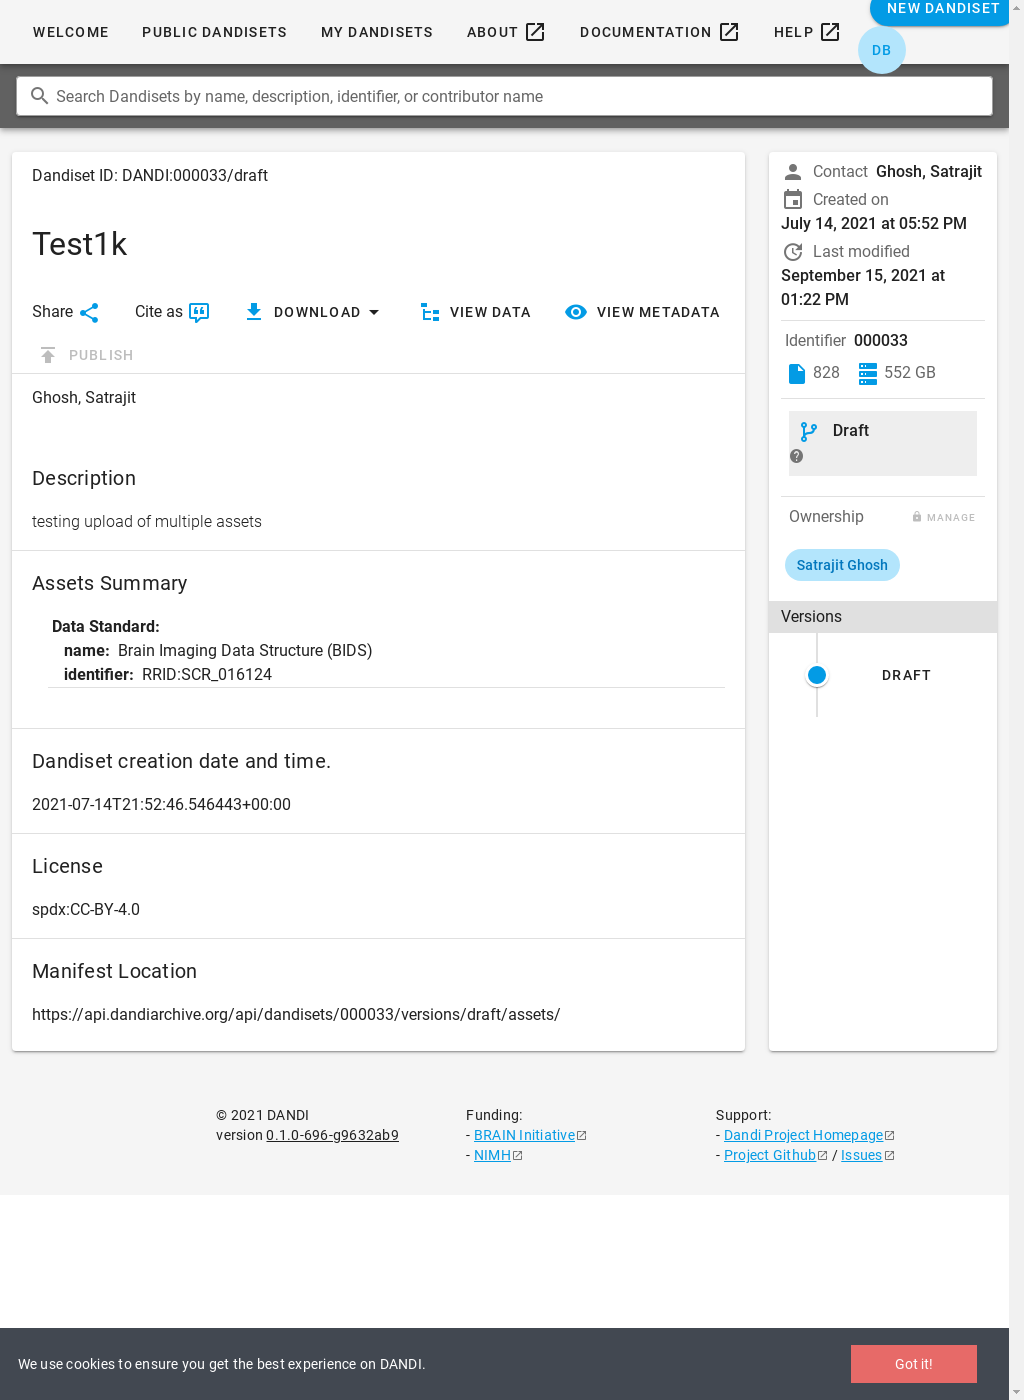 WELCOME
PUBLIC DANDISETS
MY DANDISETS
ABOUT
DOCUMENTATION
HELP
NEW DANDISET
DB
Search Dandisets by name, description, identifier, or contributor name
Dandiset ID: DANDI:000033/draft
Test1k
Share
Cite as
DOWNLOAD
VIEW DATA
VIEW METADATA
PUBLISH
Ghosh, Satrajit
Description
testing upload of multiple assets
Assets Summary
Data Standard:
name: Brain Imaging Data Structure (BIDS)
identifier: RRID:SCR_016124
Dandiset creation date and time.
2021-07-14T21:52:46.546443+00:00
License
spdx:CC-BY-4.0
Manifest Location
https://api.dandiarchive.org/api/dandisets/000033/versions/draft/assets/
Contact Ghosh, Satrajit
Created on
July 14, 2021 at 05:52 PM
Last modified
September 15, 2021 at
01:22 PM
Identifier 000033
828 552 GB
Draft
Ownership
MANAGE
Satrajit Ghosh
Versions
DRAFT
© 2021 DANDI
version 0.1.0-696-g9632ab9
Funding:
- BRAIN Initiative
- NIMH
Support:
- Dandi Project Homepage
- Project Github / Issues
We use cookies to ensure you get the best experience on DANDI.
Got it!